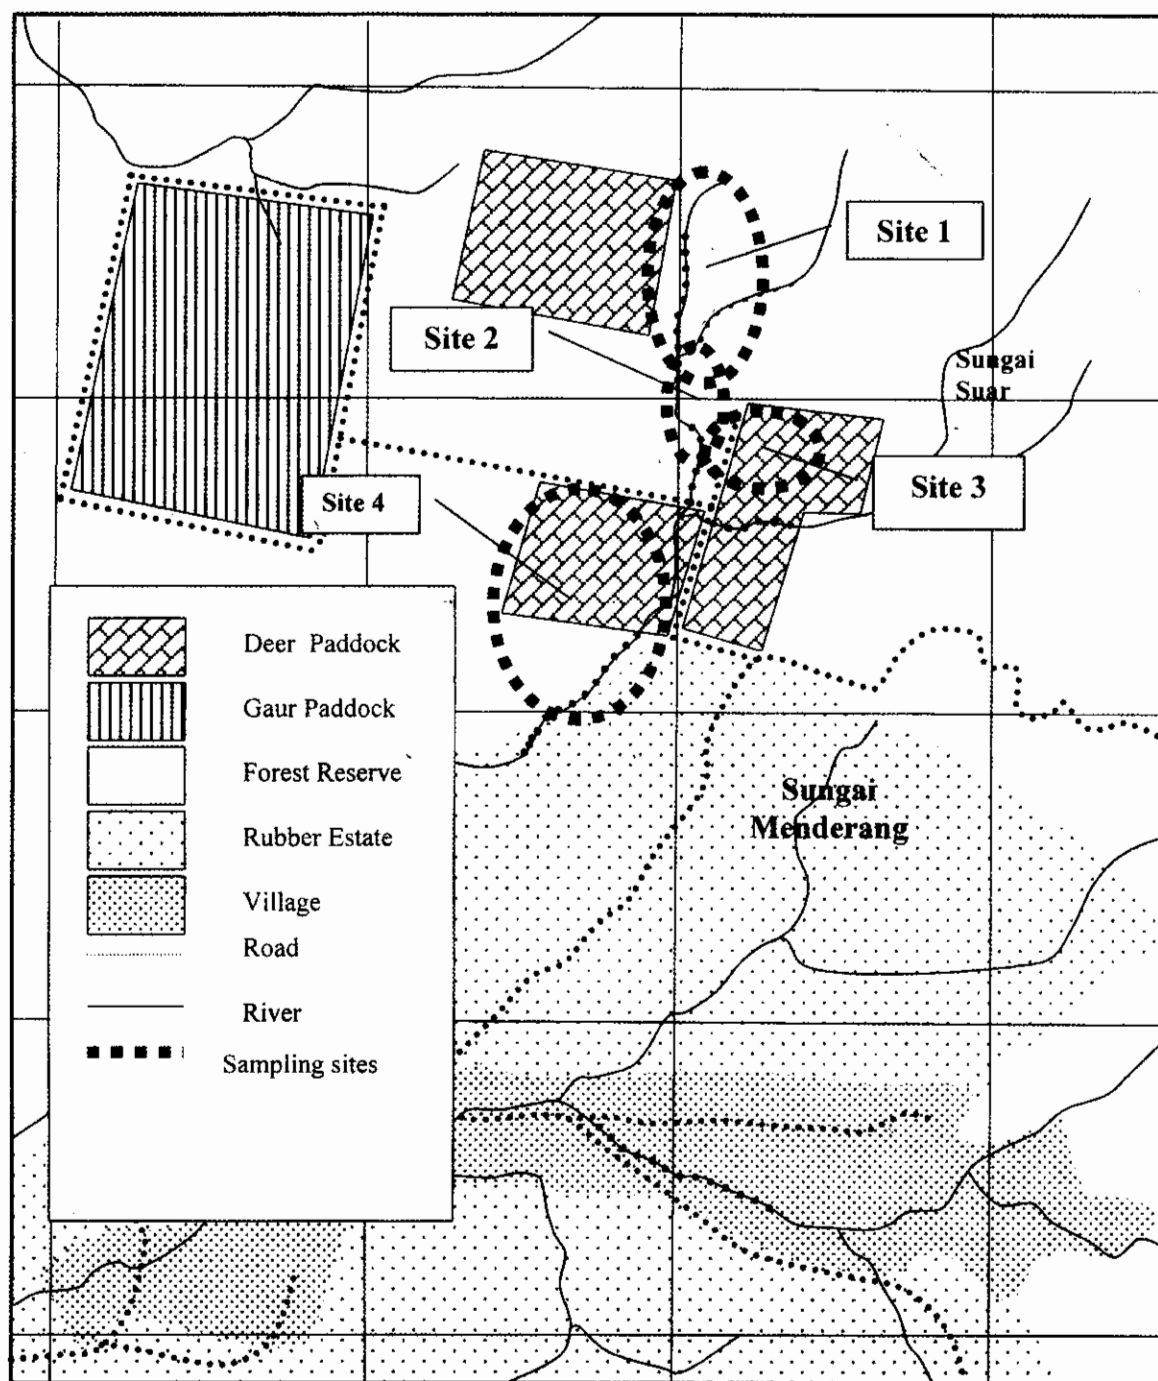 Site 1
Site 2
Sungai
Suar
Site 3
Site 4
Deer Paddock
Gaur Paddock
Forest Reserve
Rubber Estate
Village
Road
River
Sampling sites
Sungai
Menderang